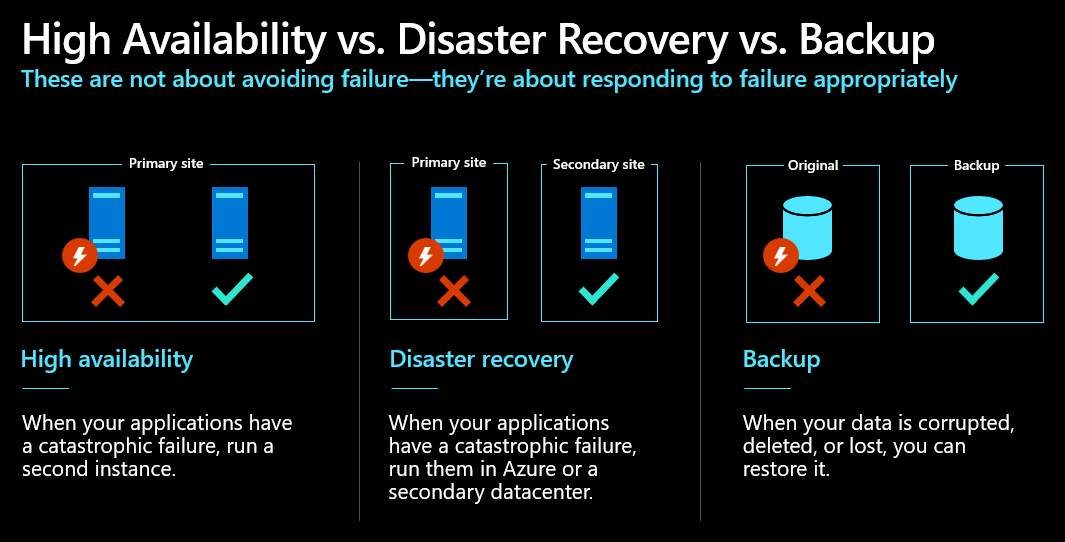 High Availability vs. Disaster Recovery vs. Backup
These are not about avoiding failure—they’re about responding to failure appropriately
Primary site
Primary site
Secondary site
Original
Backup
High availability
When your applications have
a catastrophic failure, run a
second instance.
Disaster recovery
When your applications
have a catastrophic failure,
run them in Azure or a
secondary datacenter.
Backup
When your data is corrupted,
deleted, or lost, you can
restore it.